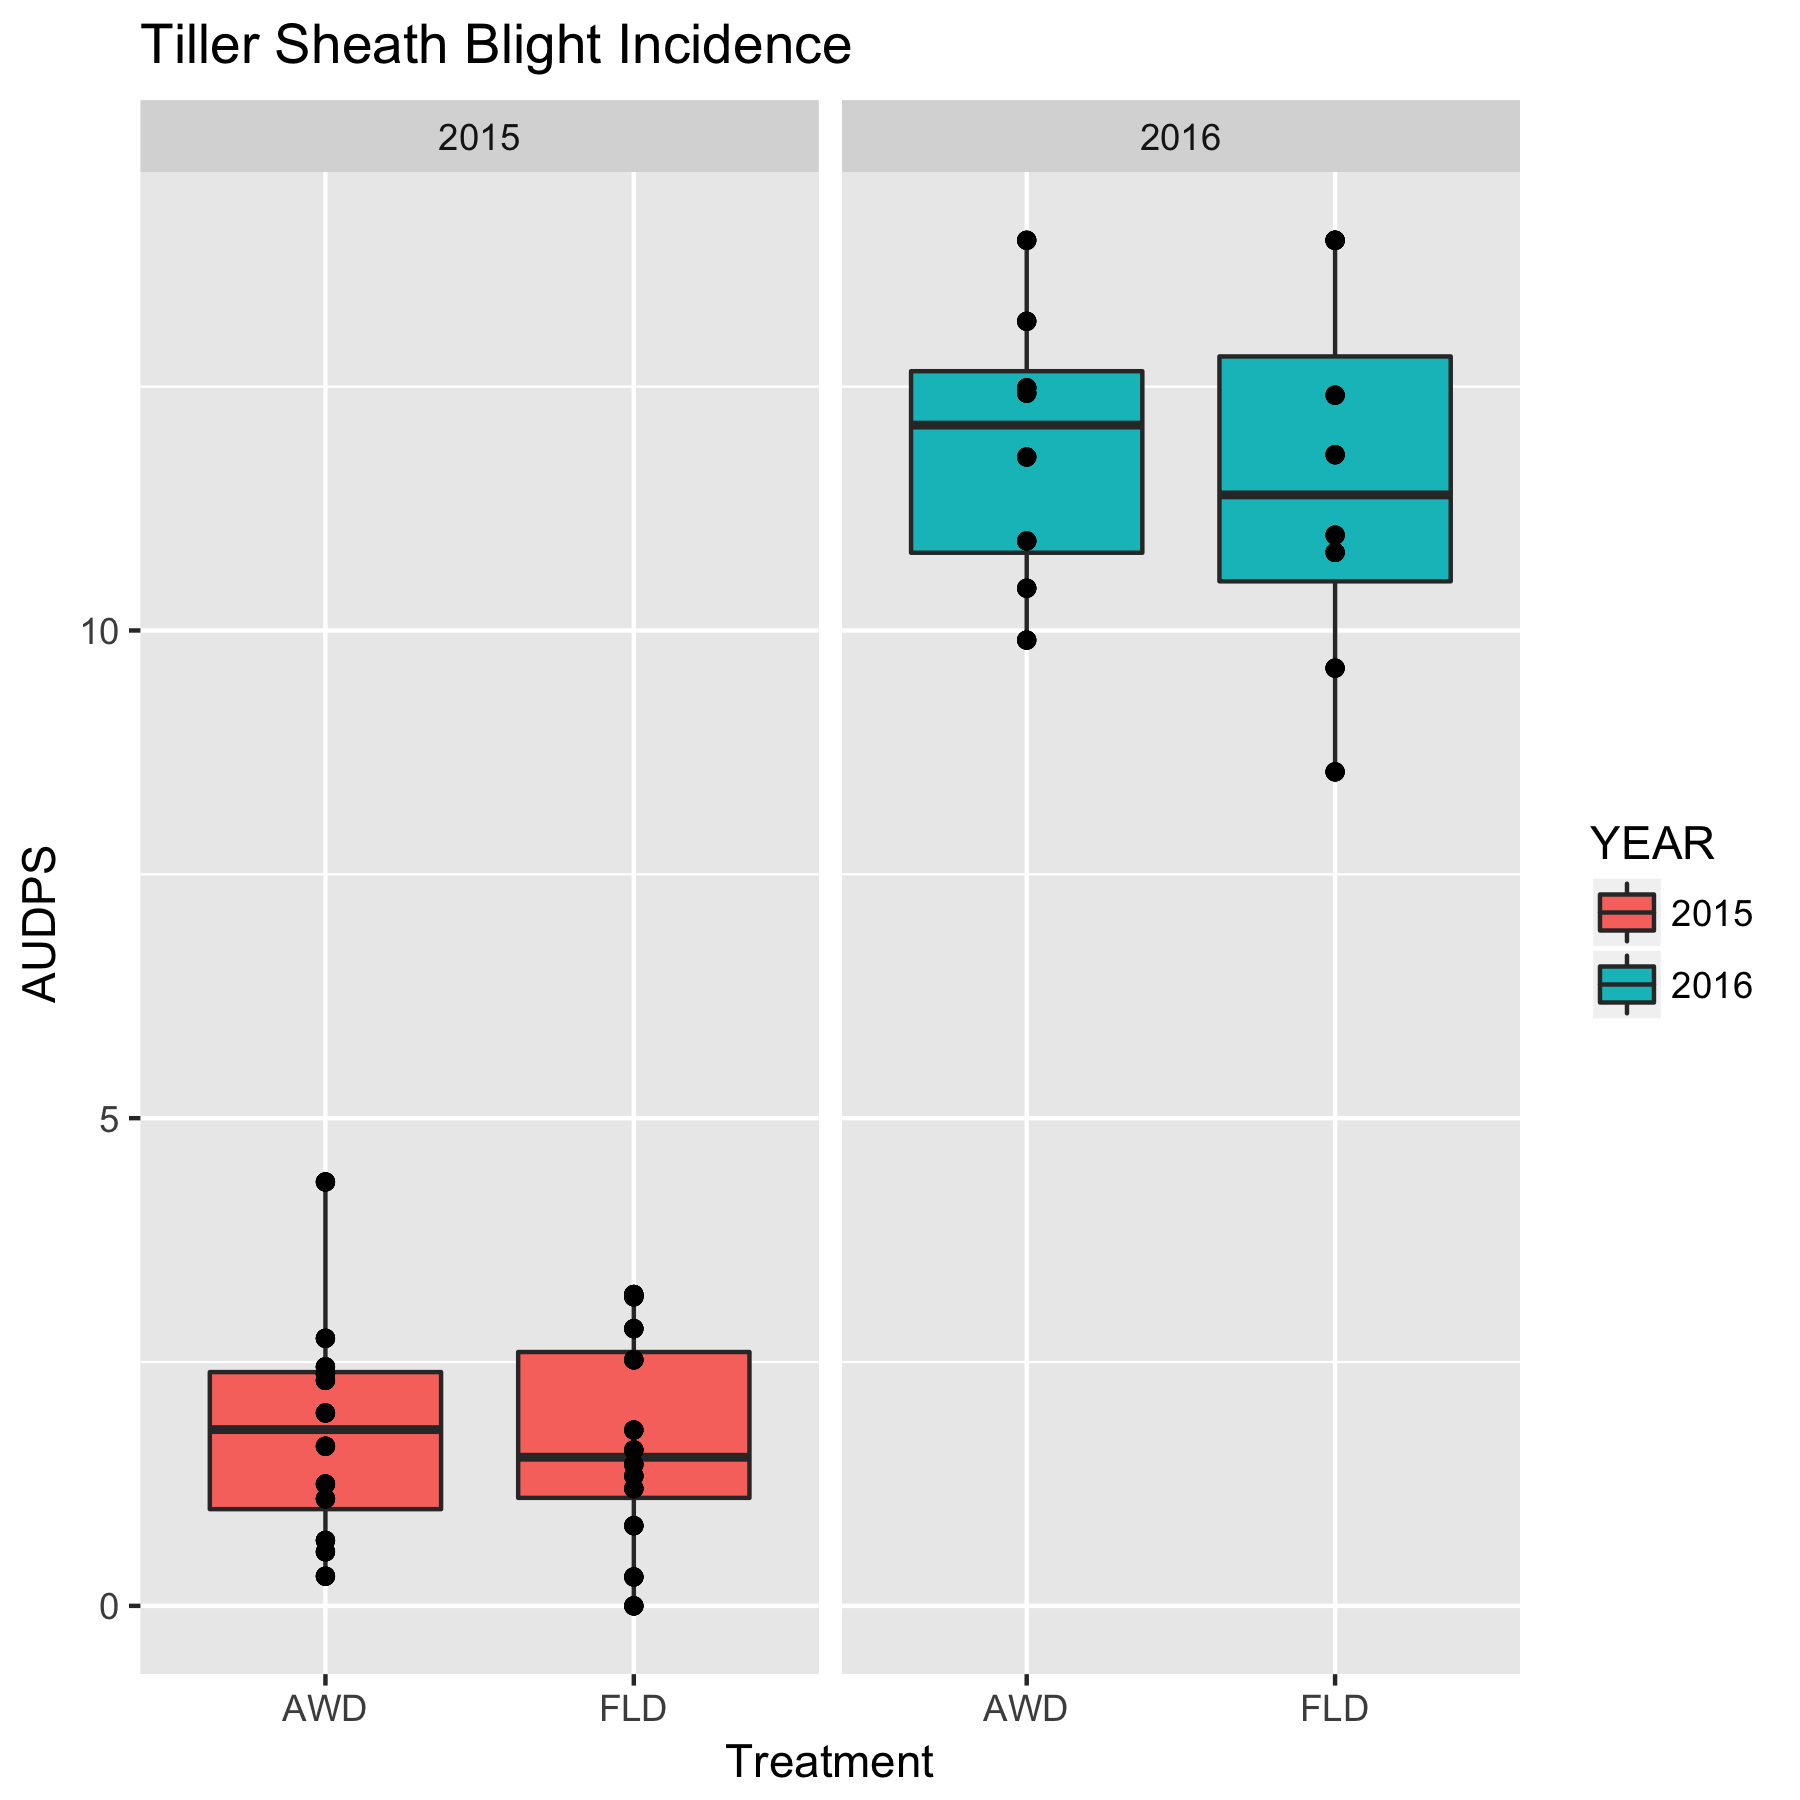 Tiller Sheath Blight Incidence
2015
2016
10
5
0
AUDPS
AWD
FLD
AWD
FLD
Treatment
YEAR
2015
2016